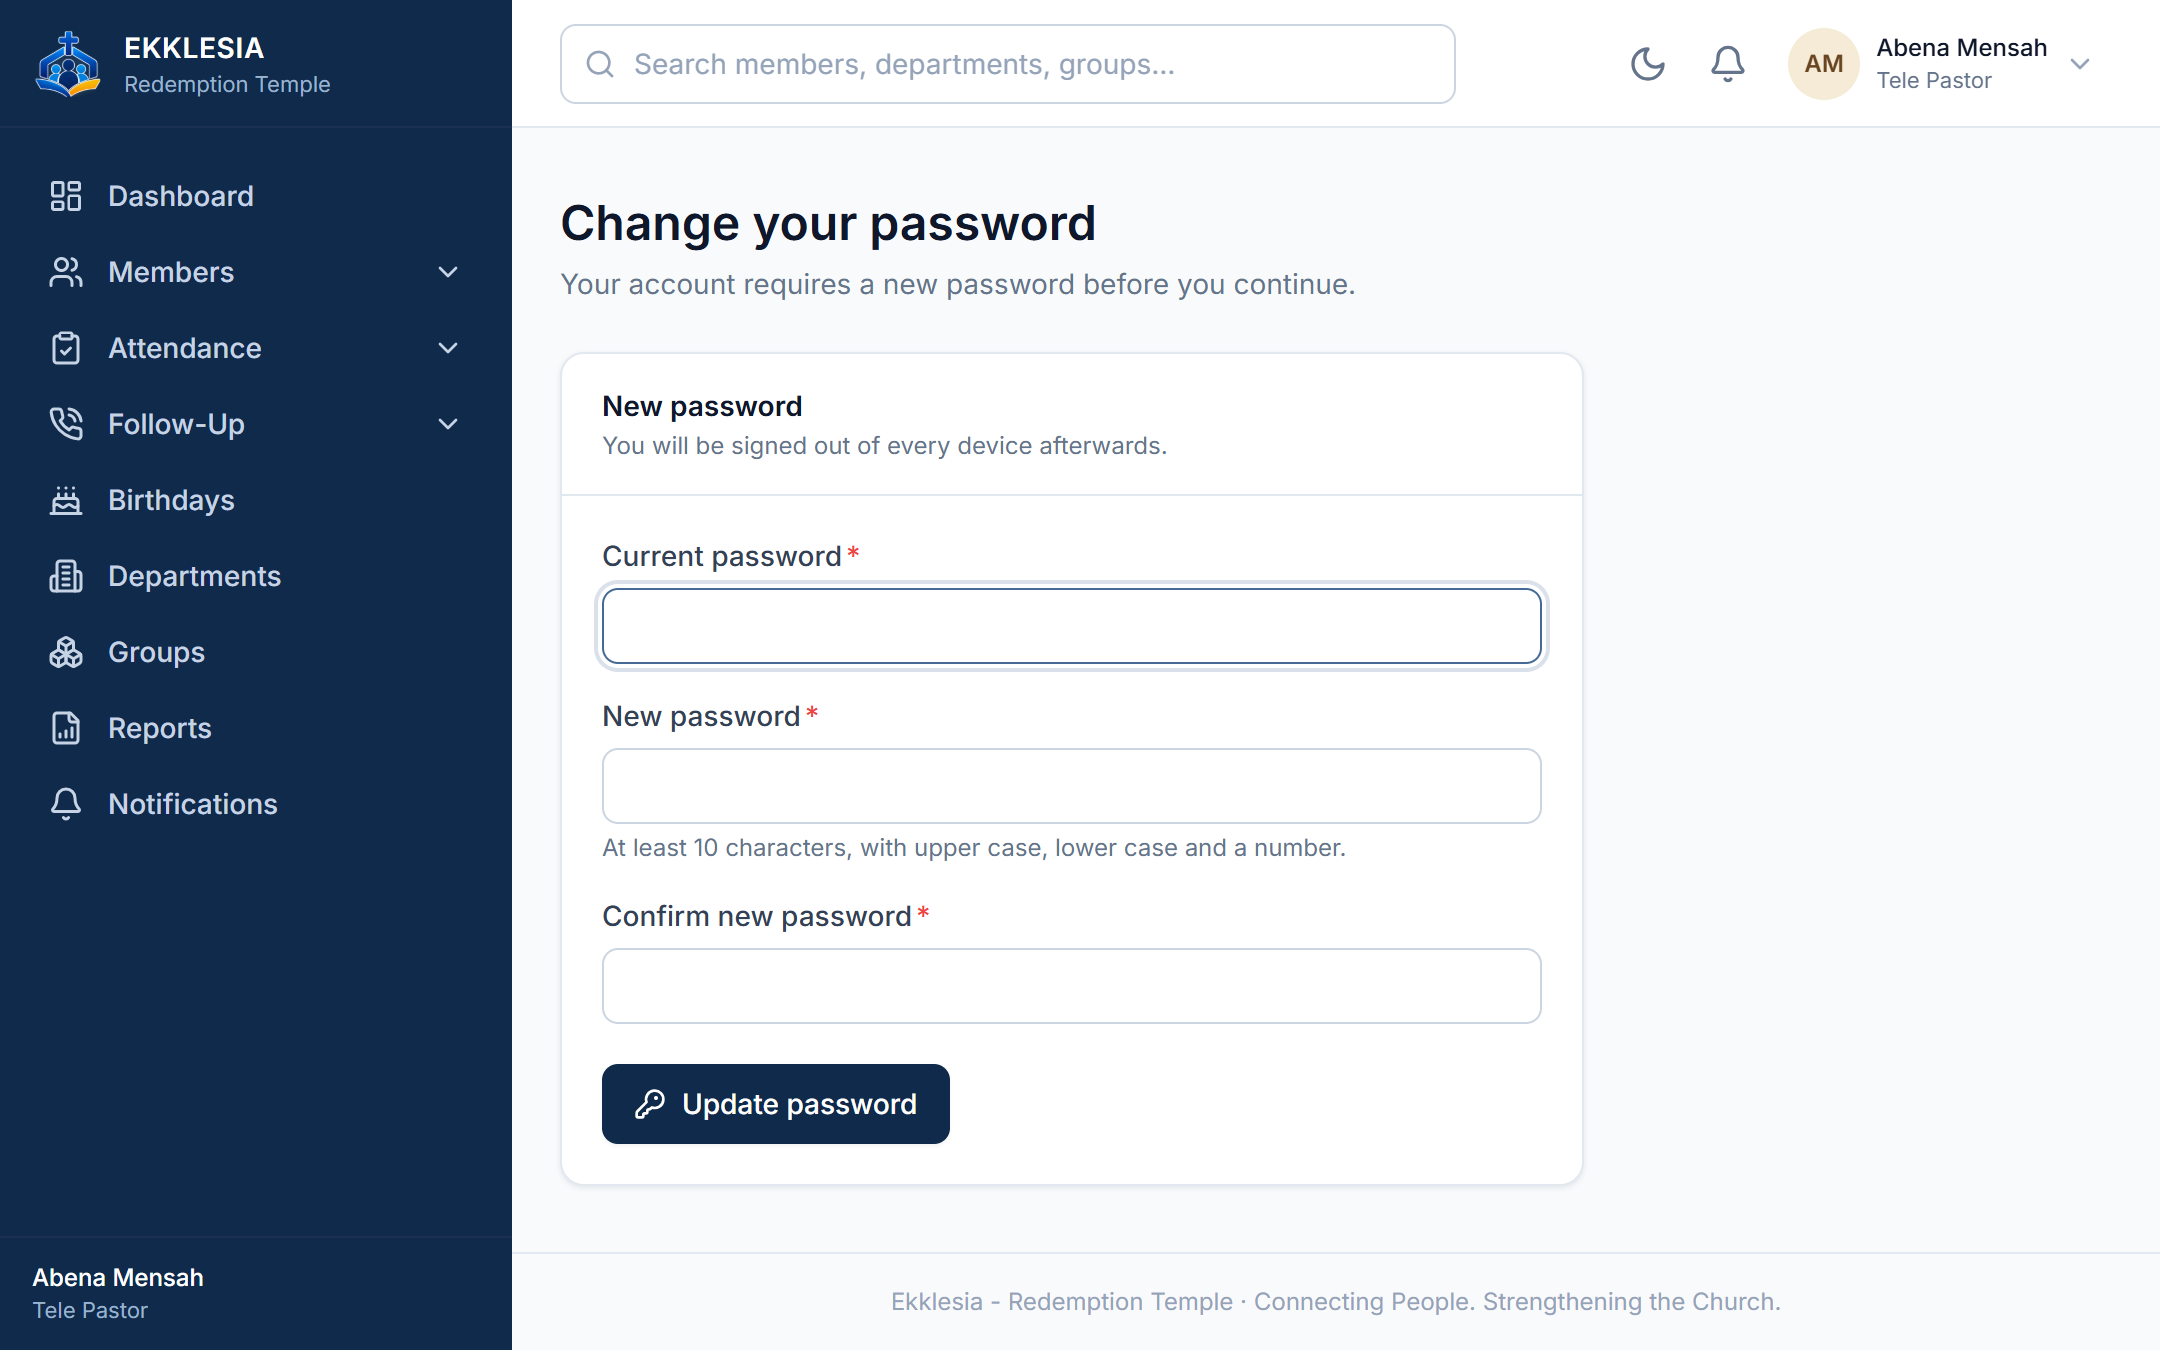 EKKLESIA
Redemption Temple
Dashboard
Members
Attendance
Follow-Up
Birthdays
Departments
Groups
Reports
Notifications
Abena Mensah
Tele Pastor
Search members, departments, groups...
AM
Abena Mensah
Tele Pastor
Change your password
Your account requires a new password before you continue.
New password
You will be signed out of every device afterwards.
Current password*
New password*
At least 10 characters, with upper case, lower case and a number.
Confirm new password*
Update password
Ekklesia - Redemption Temple · Connecting People. Strengthening the Church.